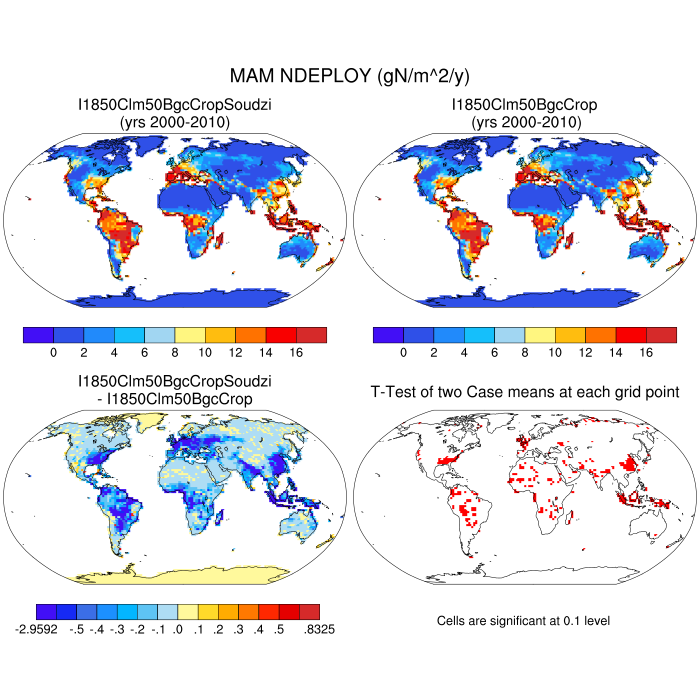 MAM NDEPLOY (gN/m^2/y)
I1850Clm50BgcCropSoudzi
(yrs 2000-2010)
I1850Clm50BgcCrop
(yrs 2000-2010)
0 2 4 6 8 10 12 14 16
0 2 4 6 8 10 12 14 16
I1850Clm50BgcCropSoudzi
- I1850Clm50BgcCrop
T-Test of two Case means at each grid point
-2.9592 -.5 -.4 -.3 -.2 -.1 .0 .1 .2 .3 .4 .5 .8325
Cells are significant at 0.1 level